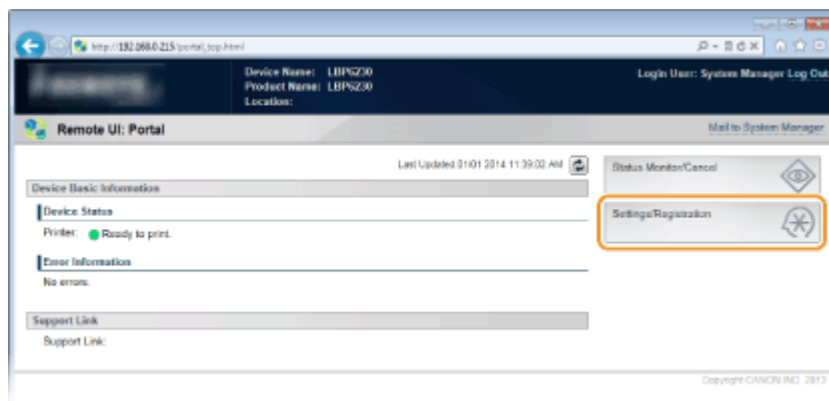 http://192.168.0.215/portal_top.html
Device Name: LBP6230
Product Name: LBP6230
Location:
Login User: System Manager Log Out
Remote UI: Portal
Mail to System Manager
Last Updated 01/01 2014 11:39:02 AM
Status Monitor/Cancel
Device Basic Information
Device Status
Settings/Registration
Printer: Ready to print.
Error Information
No errors.
Support Link
Support Link:
Copyright CANON INC. 2013